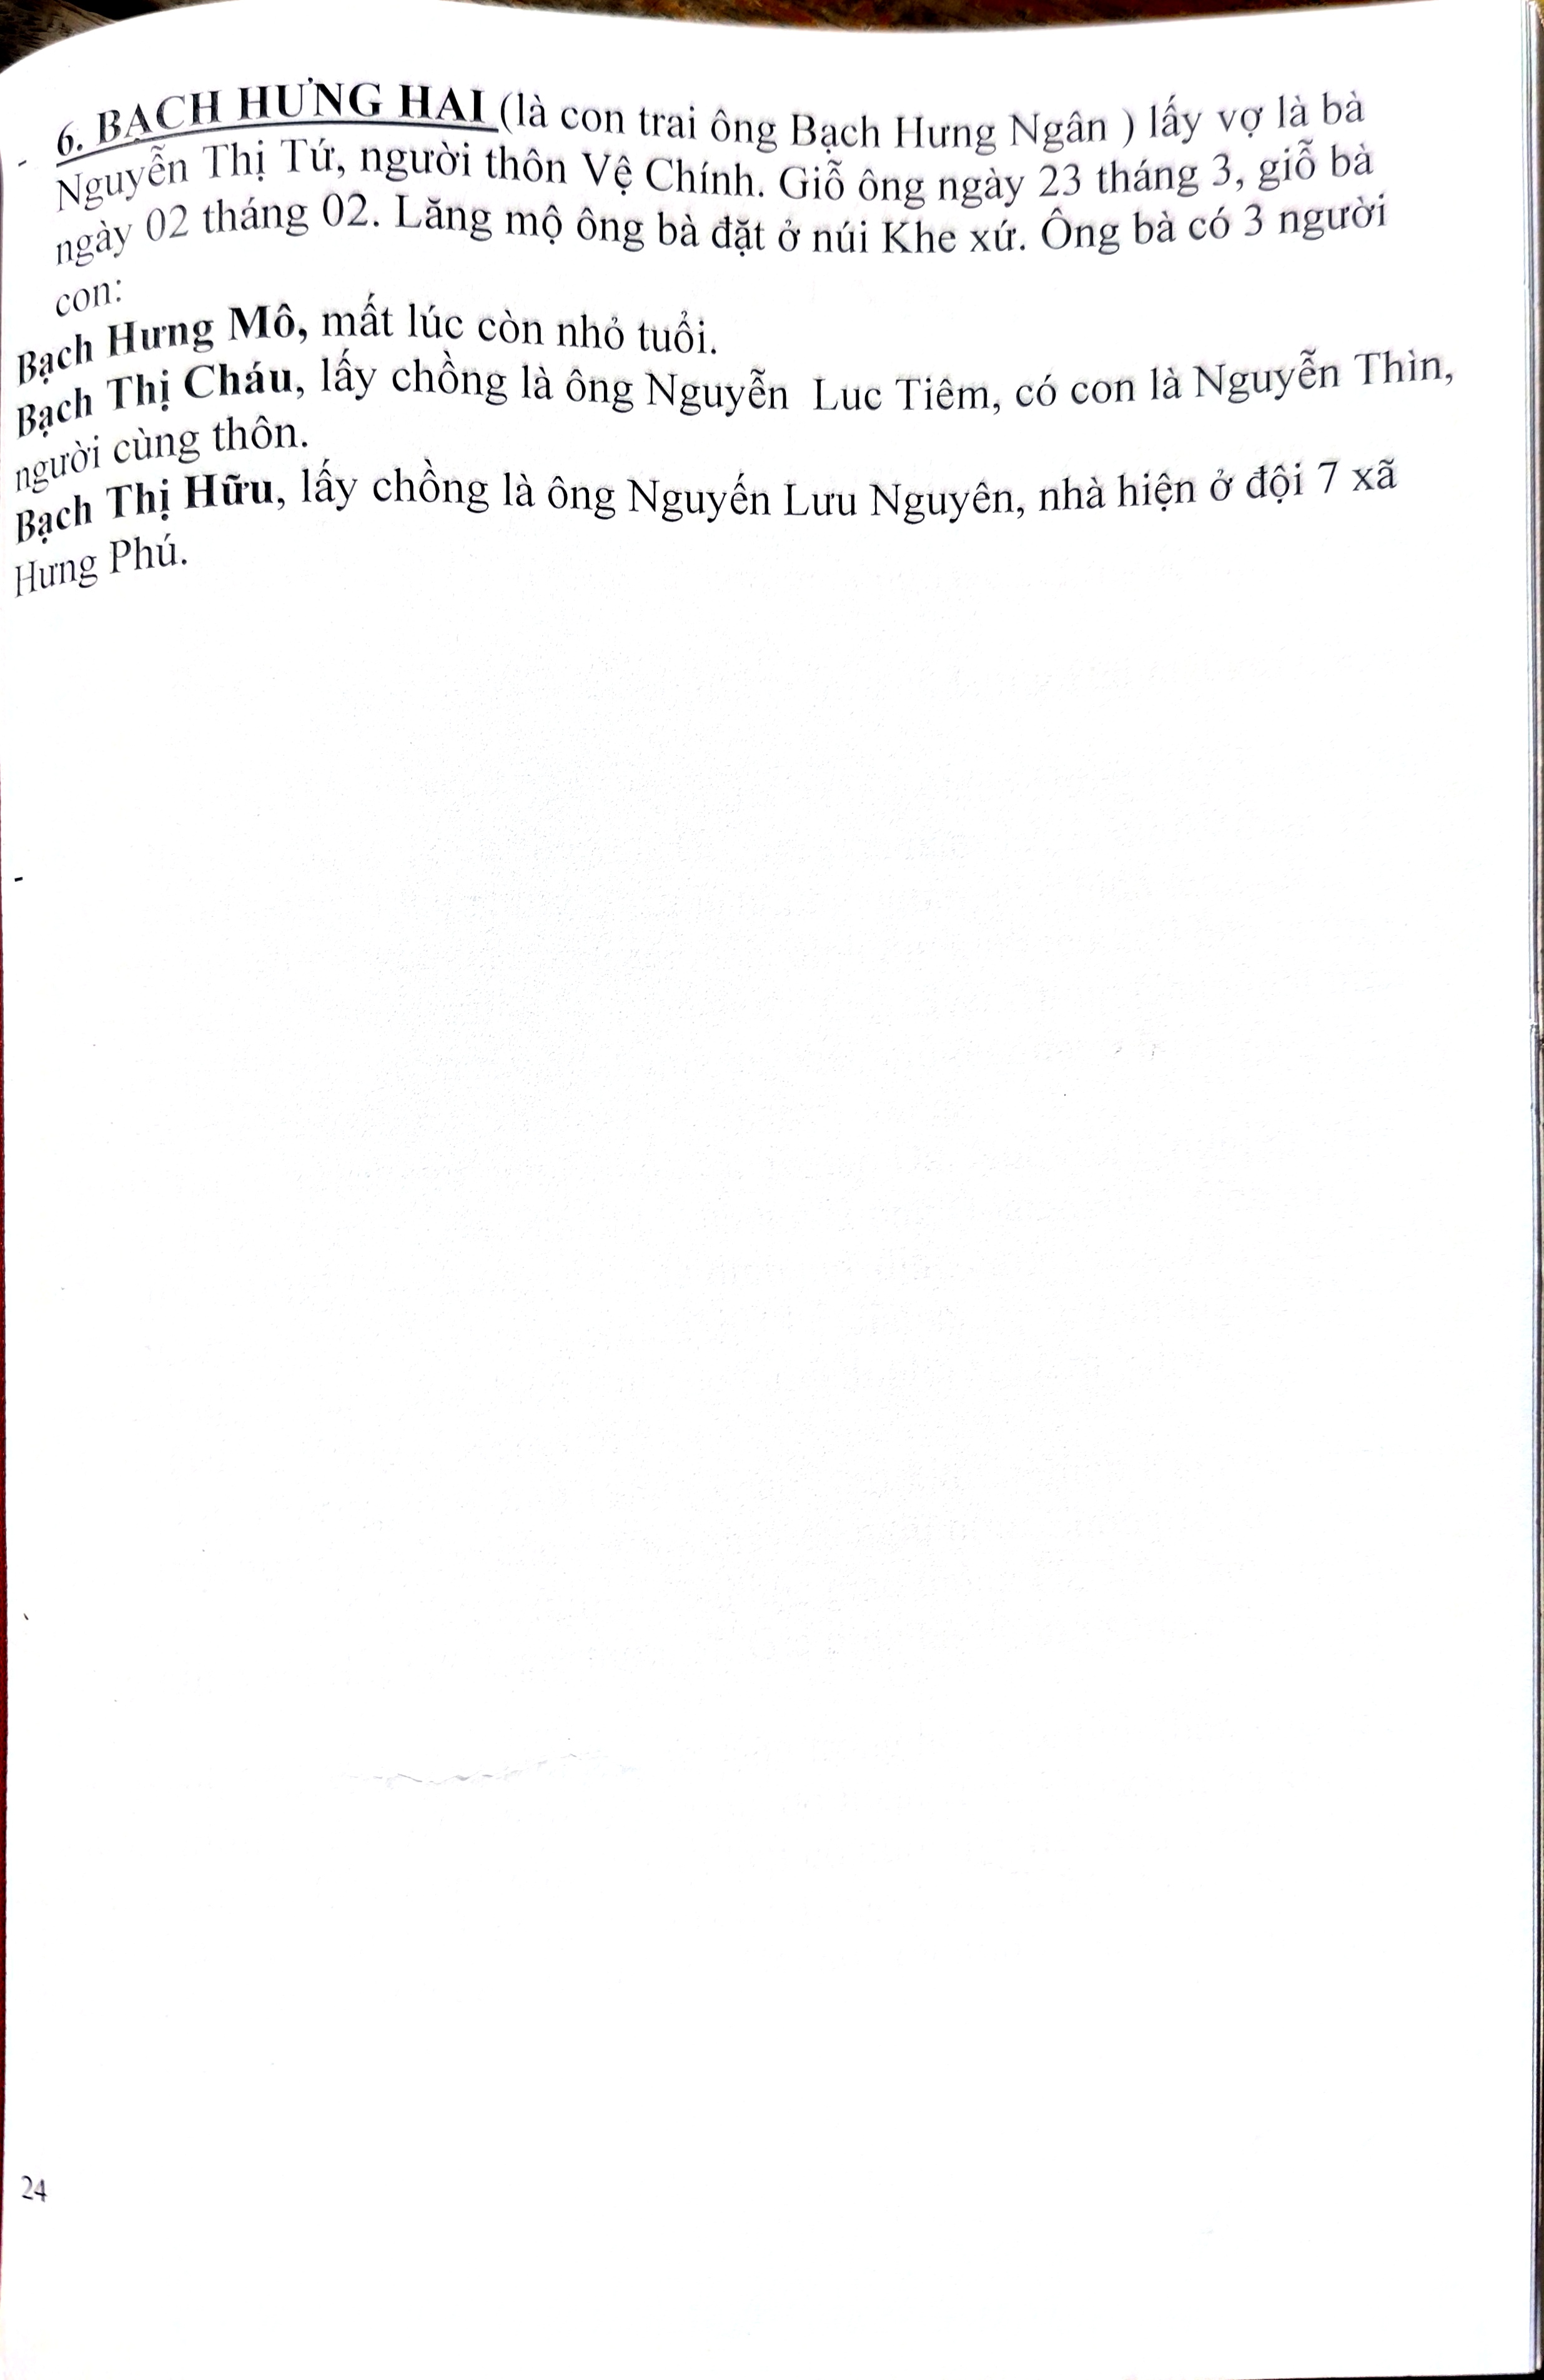 - 6. BẠCH HƯNG HAI (là con trai ông Bạch Hưng Ngân ) lấy vợ là bà
Nguyễn Thị Tứ, người thôn Vệ Chính. Giỗ ông ngày 23 tháng 3, giỗ bà
ngày 02 tháng 02. Lăng mộ ông bà đặt ở núi Khe xứ. Ông bà có 3 người
con:
Bạch Hưng Mô, mất lúc còn nhỏ tuổi.
Bạch Thị Cháu, lấy chồng là ông Nguyễn Luc Tiêm, có con là Nguyễn Thìn,
người cùng thôn.
Bạch Thị Hữu, lấy chồng là ông Nguyến Lưu Nguyên, nhà hiện ở đội 7 xã
Hưng Phú.
24